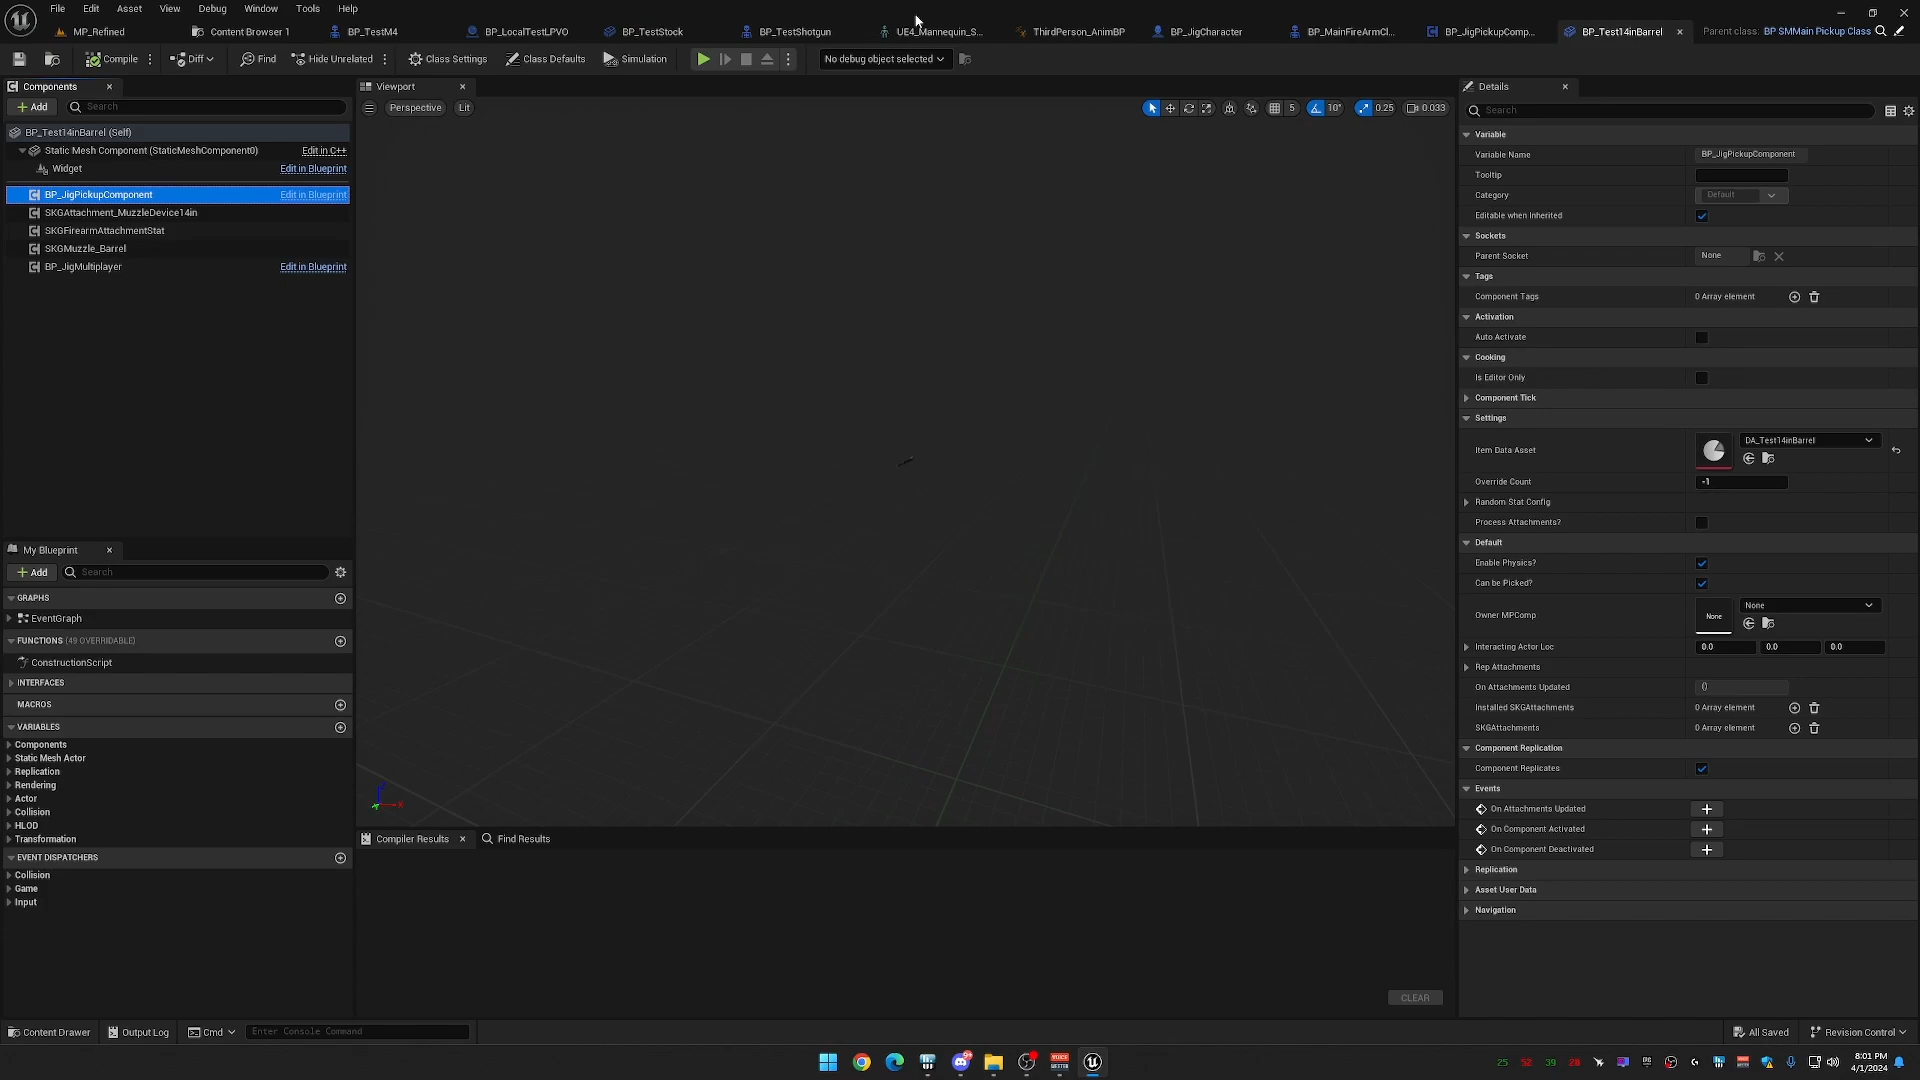 File Edit Asset View Debug Window Tools Help
MP_Refined Content Browser 1 BP_TestM4 BP_LocalTestLPVO BP_TestStock BP_TestShotgun UE4_Mannequin_S... ThirdPerson_AnimBP BP_JigCharacter BP_MainFireArmCl... BP_JigPickupComp... BP_Test14inBarrel Parent class: BP SMMain Pickup Class
Compile Diff Find Hide Unrelated Class Settings Class Defaults Simulation No debug object selected
Components
Add Search
BP_Test14inBarrel (Self)
Static Mesh Component (StaticMeshComponent0) Edit in C++
Widget Edit in Blueprint
BP_JigPickupComponent Edit in Blueprint
SKGAttachment_MuzzleDevice14in
SKGFirearmAttachmentStat
SKGMuzzle_Barrel
BP_JigMultiplayer Edit in Blueprint
My Blueprint
Add Search
GRAPHS
EventGraph
FUNCTIONS (49 OVERRIDABLE)
ConstructionScript
INTERFACES
MACROS
VARIABLES
Components
Static Mesh Actor
Replication
Rendering
Actor
Collision
HLOD
Transformation
EVENT DISPATCHERS
Collision
Game
Input
Viewport
Perspective Lit 5 10° 0.25 0.033
X
Compiler Results Find Results
CLEAR
Details
Search
Variable
Variable Name BP_JigPickupComponent
Tooltip
Category Default
Editable when Inherited
Sockets
Parent Socket None
Tags
Component Tags 0 Array element
Activation
Auto Activate
Cooking
Is Editor Only
Component Tick
Settings
Item Data Asset DA_Test14inBarrel
Override Count -1
Random Stat Config
Process Attachments?
Default
Enable Physics?
Can be Picked?
Owner MPComp None None
Interacting Actor Loc 0.0 0.0 0.0
Rep Attachments
On Attachments Updated ()
Installed SKGAttachments 0 Array element
SKGAttachments 0 Array element
Component Replication
Component Replicates
Events
On Attachments Updated
On Component Activated
On Component Deactivated
Replication
Asset User Data
Navigation
Content Drawer Output Log Cmd Enter Console Command All Saved Revision Control
25 52 39 28 8:01 PM
4/1/2024